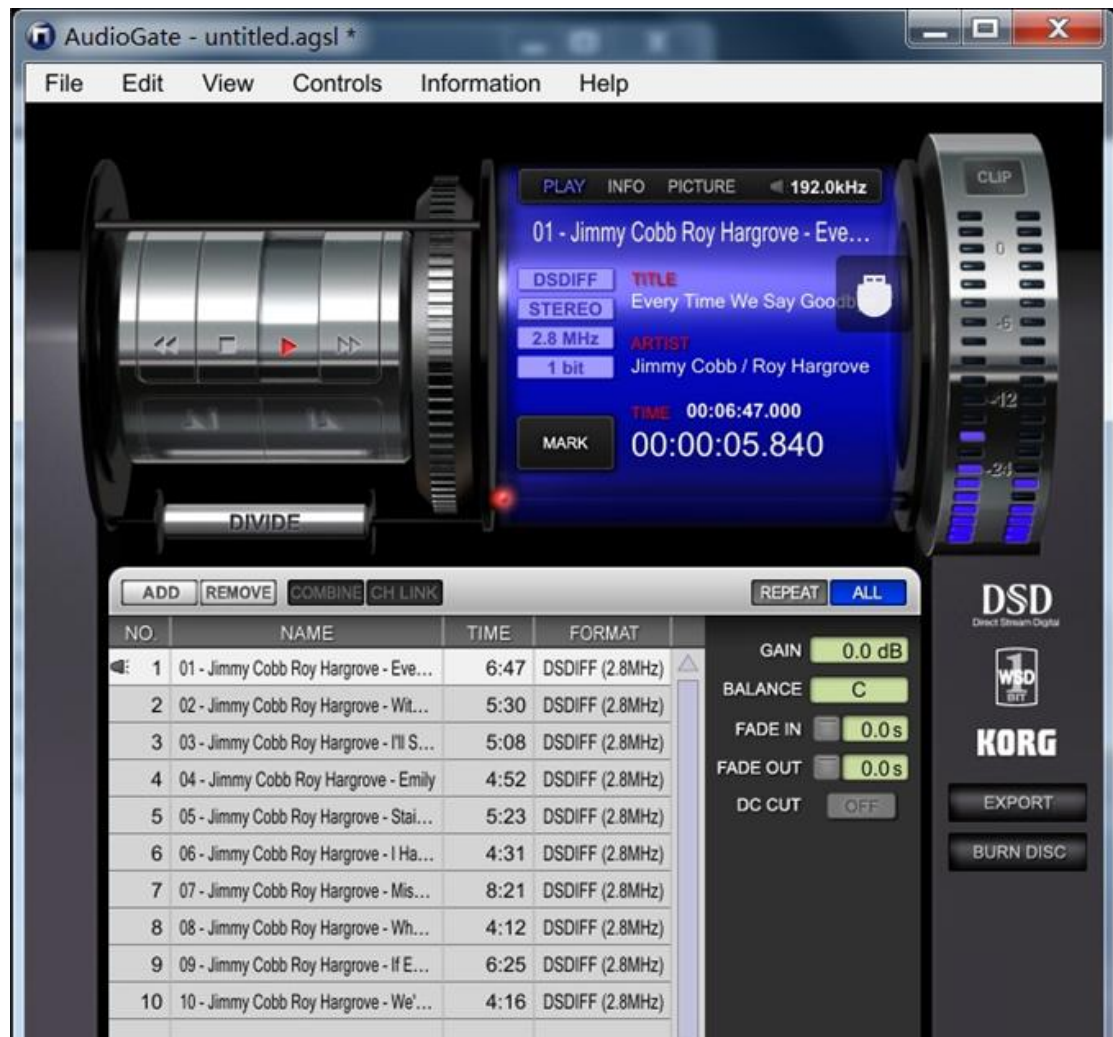 AudioGate - untitled.agsl *
File Edit View Controls Information Help
PLAY INFO PICTURE 192.0kHz
01 - Jimmy Cobb Roy Hargrove - Eve...
DSDIFF
STEREO
2.8 MHz
1 bit
TITLE
Every Time We Say Goodb
ARTIST
Jimmy Cobb / Roy Hargrove
TIME 00:06:47.000
MARK 00:00:05.840
CLIP
0
-6
-12
-24
DIVIDE
ADD REMOVE COMBINE CH LINK REPEAT ALL
NO. NAME TIME FORMAT
1 01 - Jimmy Cobb Roy Hargrove - Eve... 6:47 DSDIFF (2.8MHz)
2 02 - Jimmy Cobb Roy Hargrove - Wit... 5:30 DSDIFF (2.8MHz)
3 03 - Jimmy Cobb Roy Hargrove - I'll S... 5:08 DSDIFF (2.8MHz)
4 04 - Jimmy Cobb Roy Hargrove - Emily 4:52 DSDIFF (2.8MHz)
5 05 - Jimmy Cobb Roy Hargrove - Stai... 5:23 DSDIFF (2.8MHz)
6 06 - Jimmy Cobb Roy Hargrove - I Ha... 4:31 DSDIFF (2.8MHz)
7 07 - Jimmy Cobb Roy Hargrove - Mis... 8:21 DSDIFF (2.8MHz)
8 08 - Jimmy Cobb Roy Hargrove - Wh... 4:12 DSDIFF (2.8MHz)
9 09 - Jimmy Cobb Roy Hargrove - If E... 6:25 DSDIFF (2.8MHz)
10 10 - Jimmy Cobb Roy Hargrove - We'... 4:16 DSDIFF (2.8MHz)
GAIN 0.0 dB
BALANCE C
FADE IN 0.0 s
FADE OUT 0.0 s
DC CUT OFF
DSD
Direct Stream Digital
1
WSD
BIT
KORG
EXPORT
BURN DISC